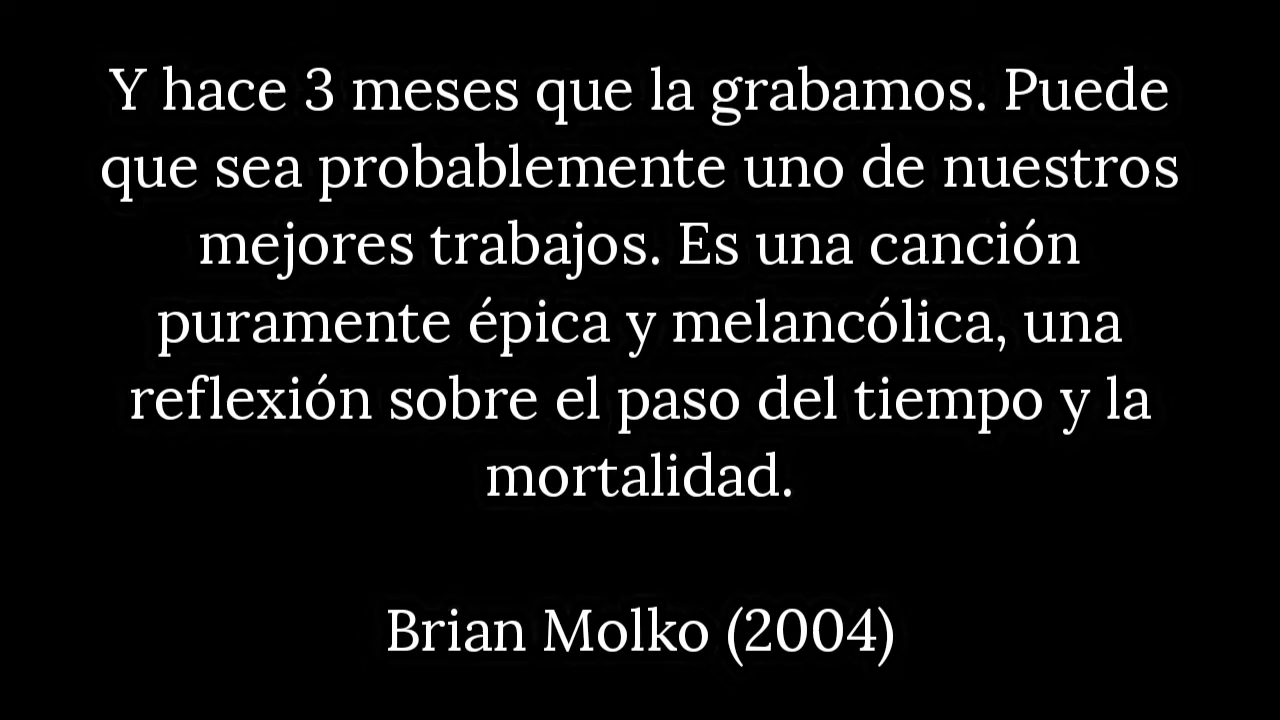 Y hace 3 meses que la grabamos. Puede
que sea probablemente uno de nuestros
mejores trabajos. Es una canción
puramente épica y melancólica, una
reflexión sobre el paso del tiempo y la
mortalidad.
Brian Molko (2004)